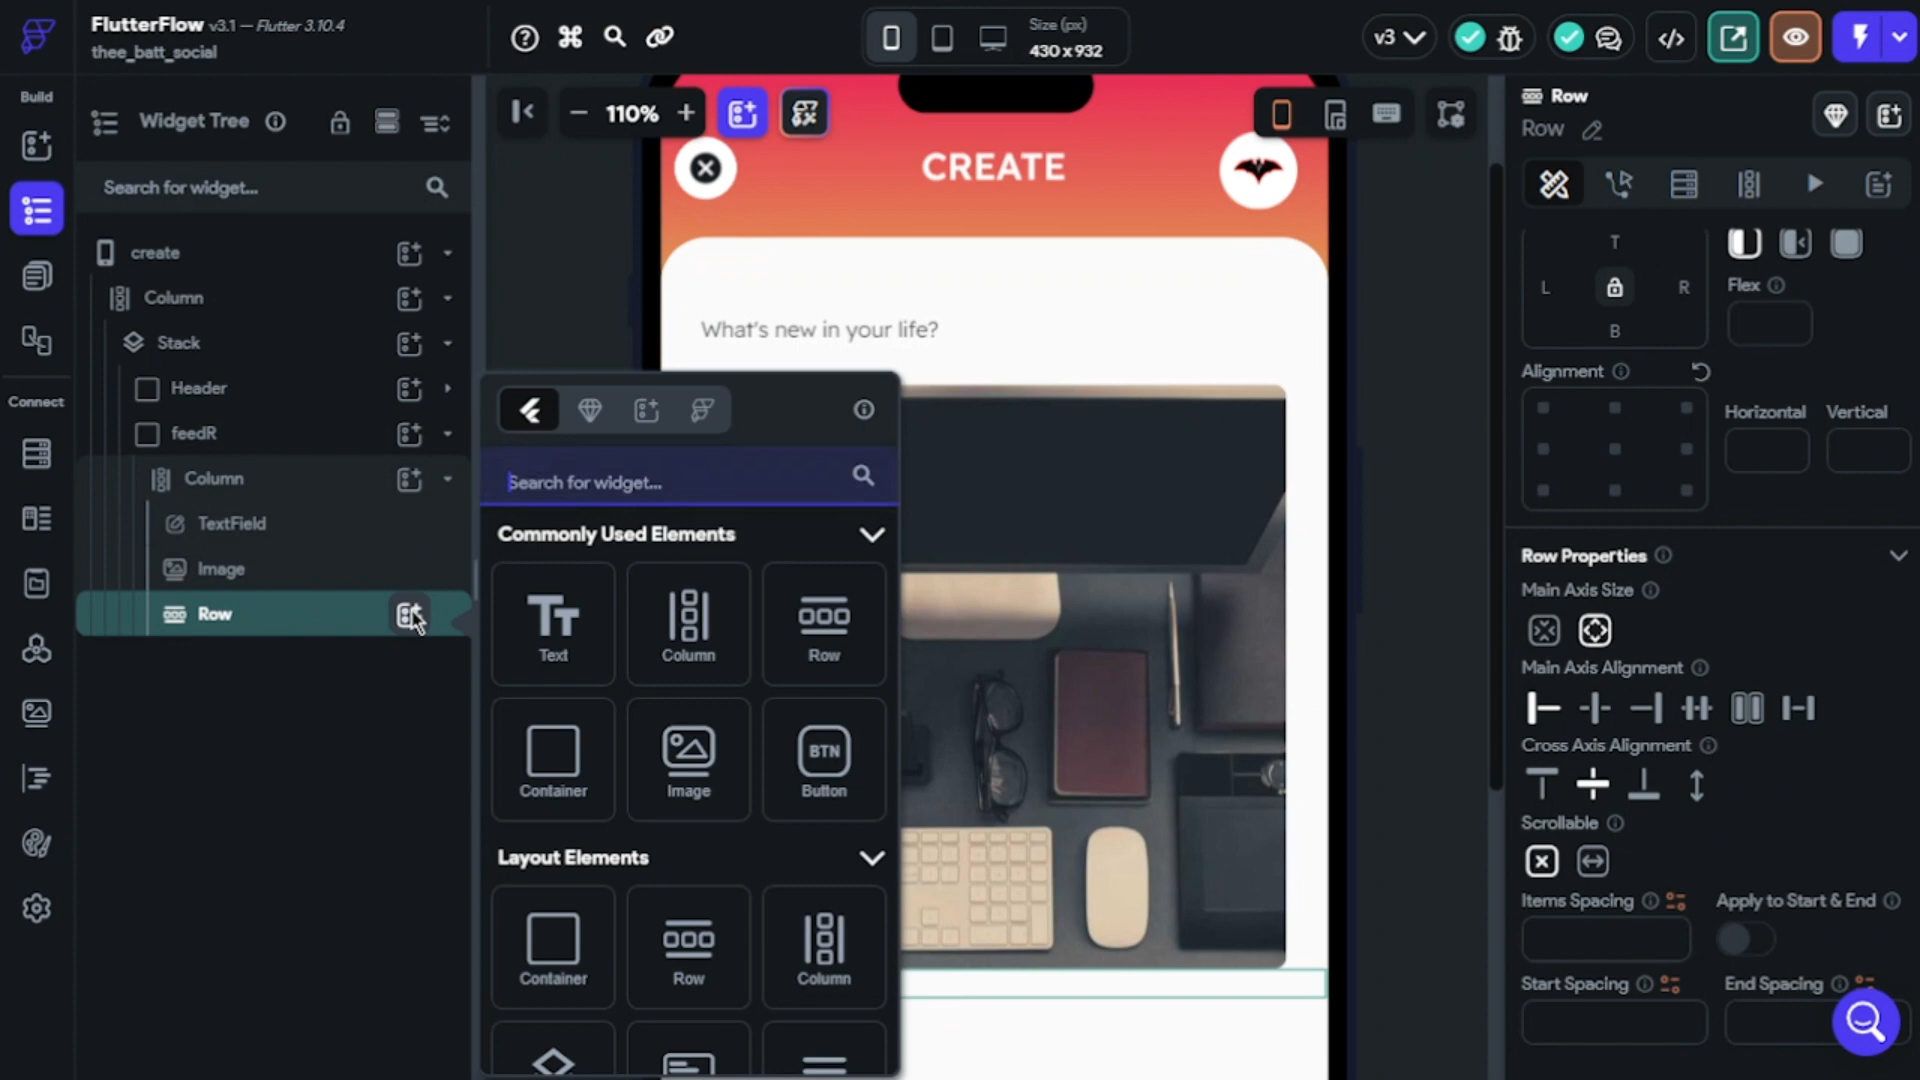 FlutterFlow v3.1 – Flutter 3.10.4
thee_batt_social
Size (px)
430 x 932
v3
Build
Connect
Widget Tree
Search for widget...
create
Column
Stack
Header
feedR
Column
TextField
Image
Row
110%
CREATE
What's new in your life?
Search for widget...
Commonly Used Elements
Text
Column
Row
Container
Image
BTN
Button
Layout Elements
Container
Row
Column
Row
Row
T
L
R
B
Flex
Alignment
Horizontal
Vertical
Row Properties
Main Axis Size
Main Axis Alignment
Cross Axis Alignment
Scrollable
Items Spacing
Apply to Start & End
Start Spacing
End Spacing